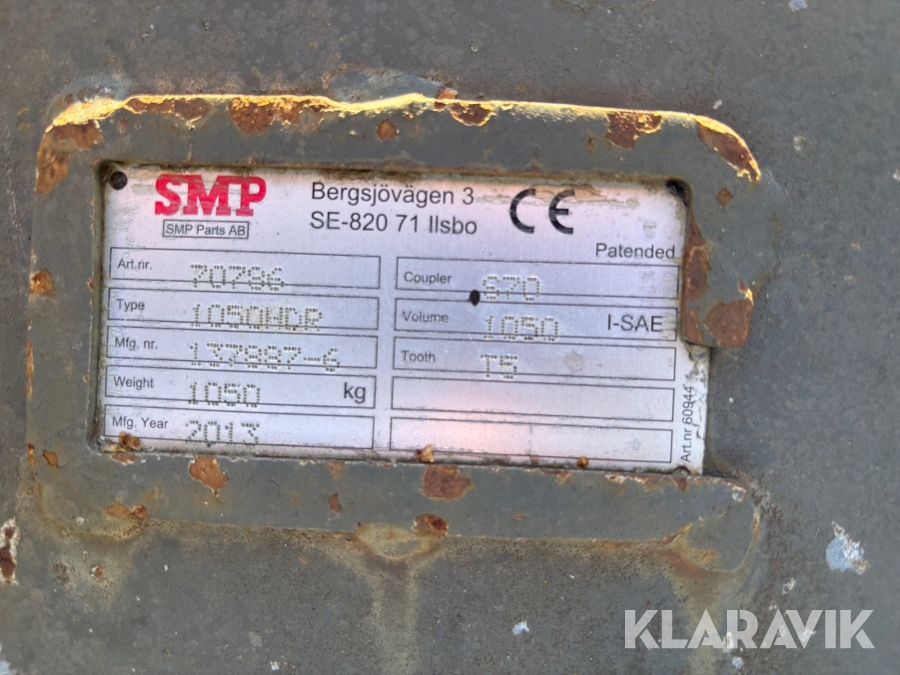 SMP
SMP Parts AB
Bergsjövägen 3
SE-820 71 Ilsbo
CE
Patended
Art.nr. 70786
Type 1050HDR
Mfg. nr. 137887-6
Weight 1050 kg
Mfg. Year 2013
Coupler S70
Volume 1050 l-SAE
Tooth T5
Art.nr 60944
KLARAVIK